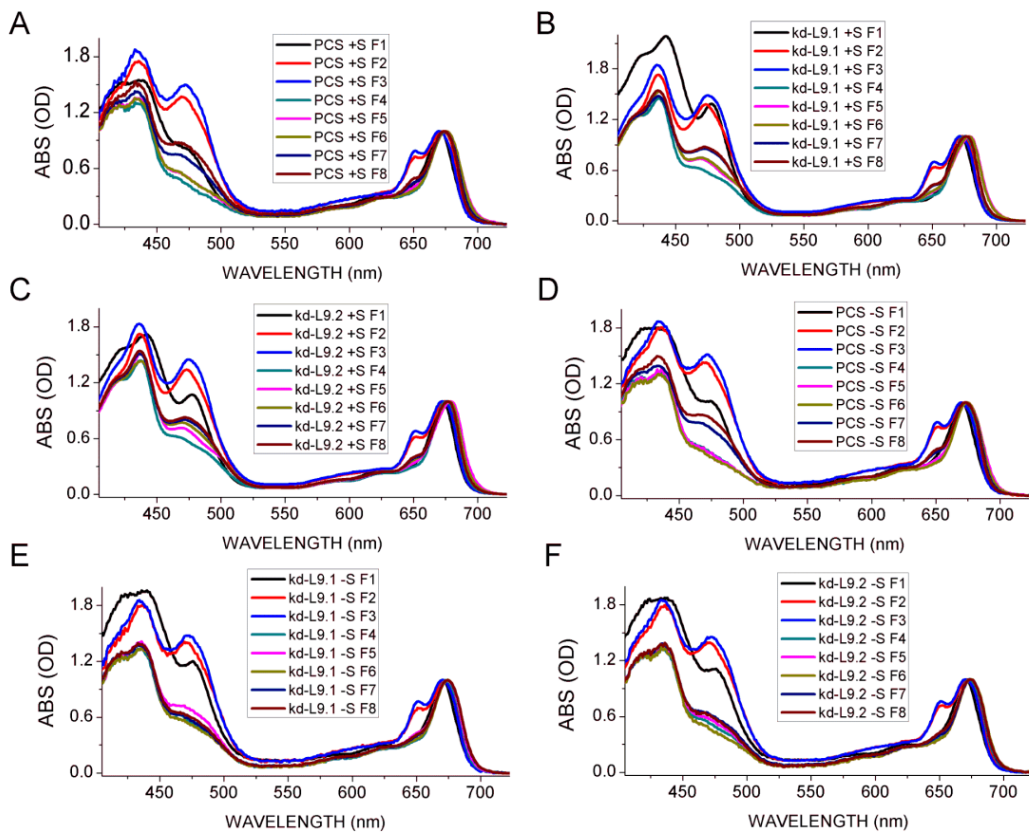 A
PCS +S F1
PCS +S F2
PCS +S F3
PCS +S F4
PCS +S F5
PCS +S F6
PCS +S F7
PCS +S F8
ABS (OD)
1.8
1.2
0.6
0.0
450 500 550 600 650 700
WAVELENGTH (nm)
B
kd-L9.1 +S F1
kd-L9.1 +S F2
kd-L9.1 +S F3
kd-L9.1 +S F4
kd-L9.1 +S F5
kd-L9.1 +S F6
kd-L9.1 +S F7
kd-L9.1 +S F8
ABS (OD)
1.8
1.2
0.6
0.0
450 500 550 600 650 700
WAVELENGTH (nm)
C
kd-L9.2 +S F1
kd-L9.2 +S F2
kd-L9.2 +S F3
kd-L9.2 +S F4
kd-L9.2 +S F5
kd-L9.2 +S F6
kd-L9.2 +S F7
kd-L9.2 +S F8
ABS (OD)
1.8
1.2
0.6
0.0
450 500 550 600 650 700
WAVELENGTH (nm)
D
PCS -S F1
PCS -S F2
PCS -S F3
PCS -S F4
PCS -S F5
PCS -S F6
PCS -S F7
PCS -S F8
ABS (OD)
1.8
1.2
0.6
0.0
450 500 550 600 650 700
WAVELENGTH (nm)
E
kd-L9.1 -S F1
kd-L9.1 -S F2
kd-L9.1 -S F3
kd-L9.1 -S F4
kd-L9.1 -S F5
kd-L9.1 -S F6
kd-L9.1 -S F7
kd-L9.1 -S F8
ABS (OD)
1.8
1.2
0.6
0.0
450 500 550 600 650 700
WAVELENGTH (nm)
F
kd-L9.2 -S F1
kd-L9.2 -S F2
kd-L9.2 -S F3
kd-L9.2 -S F4
kd-L9.2 -S F5
kd-L9.2 -S F6
kd-L9.2 -S F7
kd-L9.2 -S F8
ABS (OD)
1.8
1.2
0.6
0.0
450 500 550 600 650 700
WAVELENGTH (nm)